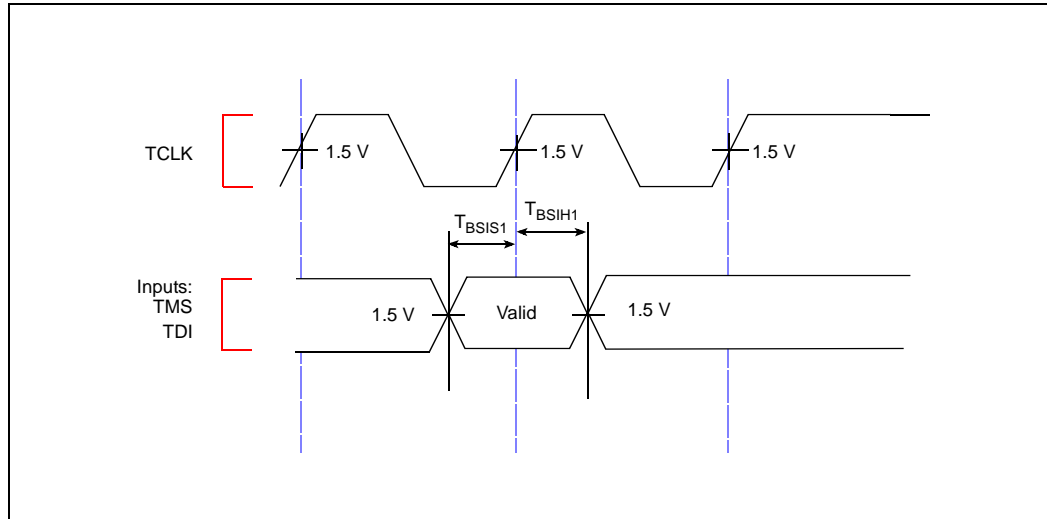 TCLK
1.5 V
1.5 V
1.5 V
TBSIS1
TBSIH1
Inputs:
TMS
TDI
1.5 V
Valid
1.5 V